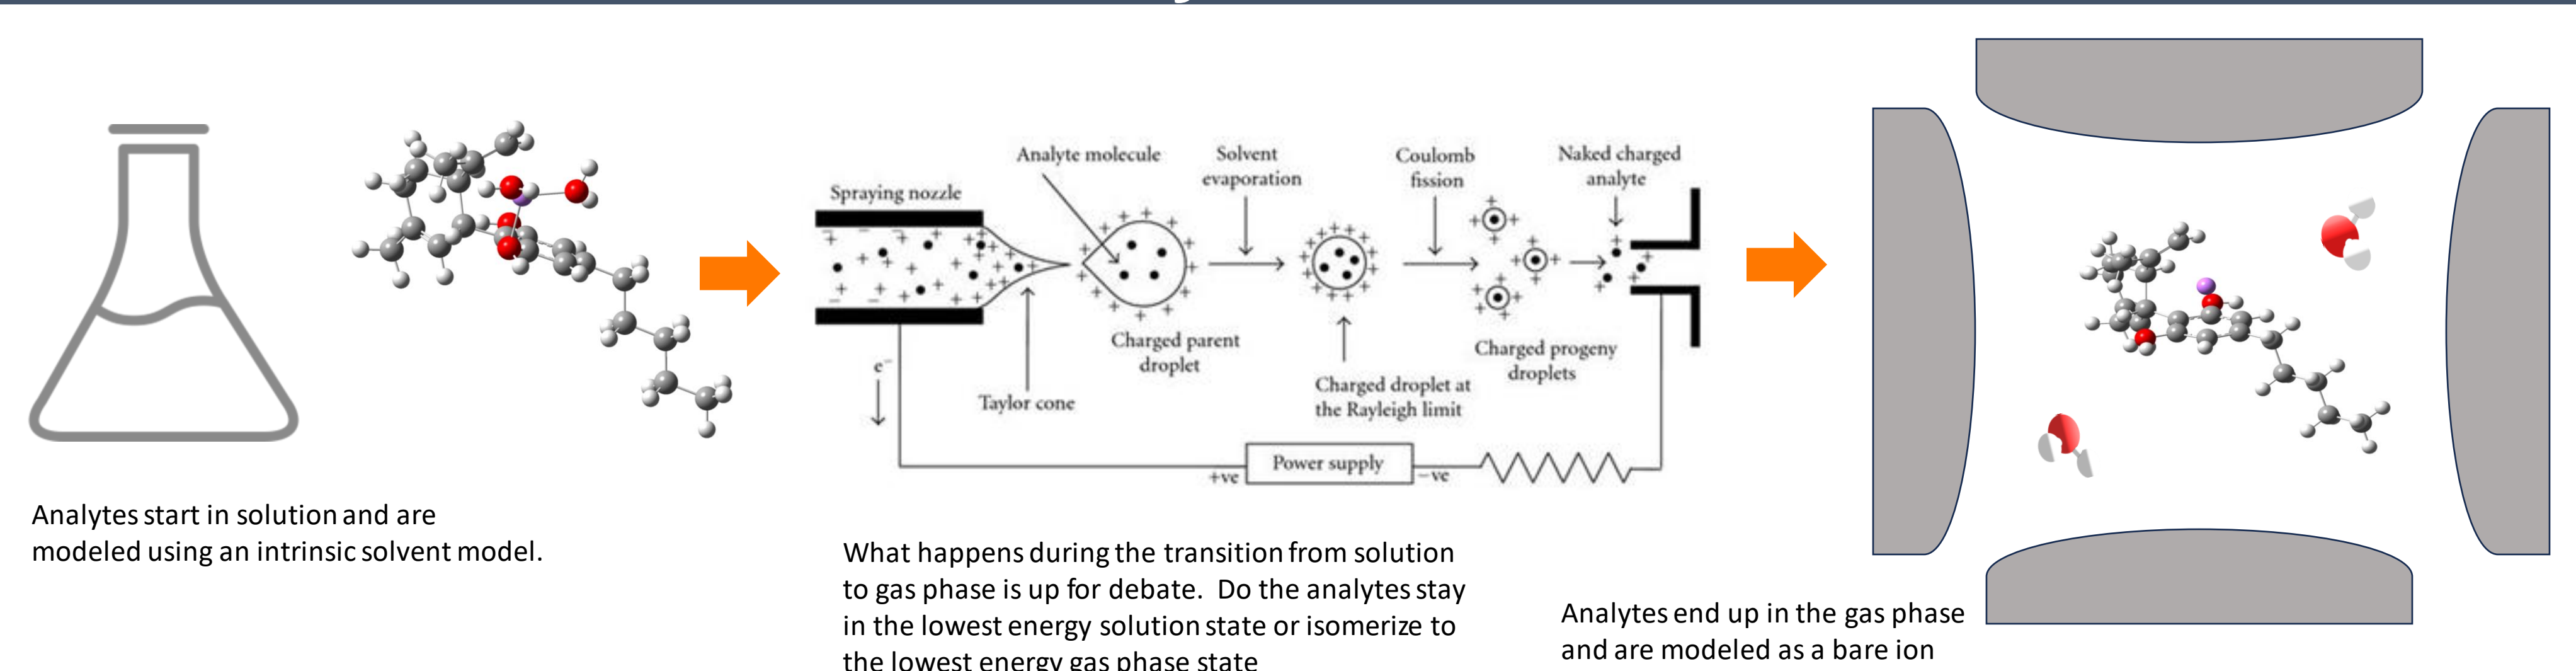 Analyte molecule
Solvent
evaporation
Coulomb
fission
Naked charged
analyte
Spraying nozzle
Charged parent
droplet
Charged progeny
droplets
e⁻
Taylor cone
Charged droplet at
the Rayleigh limit
+ve
Power supply
−ve
Analytes start in solution and are
modeled using an intrinsic solvent model.
What happens during the transition from solution
to gas phase is up for debate.  Do the analytes stay
in the lowest energy solution state or isomerize to
the lowest energy gas phase state
Analytes end up in the gas phase
and are modeled as a bare ion